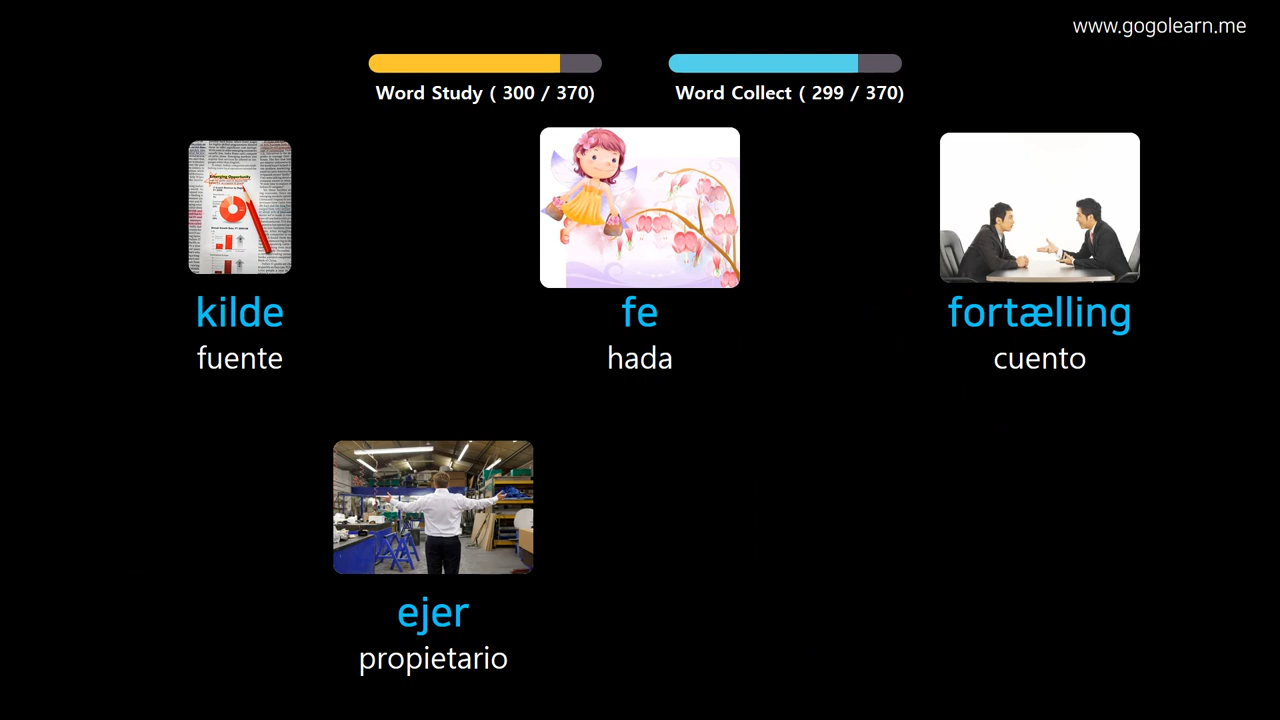 www.gogolearn.me
Word Study ( 300 / 370)
Word Collect ( 299 / 370)
kilde
fuente
fe
hada
fortælling
cuento
ejer
propietario